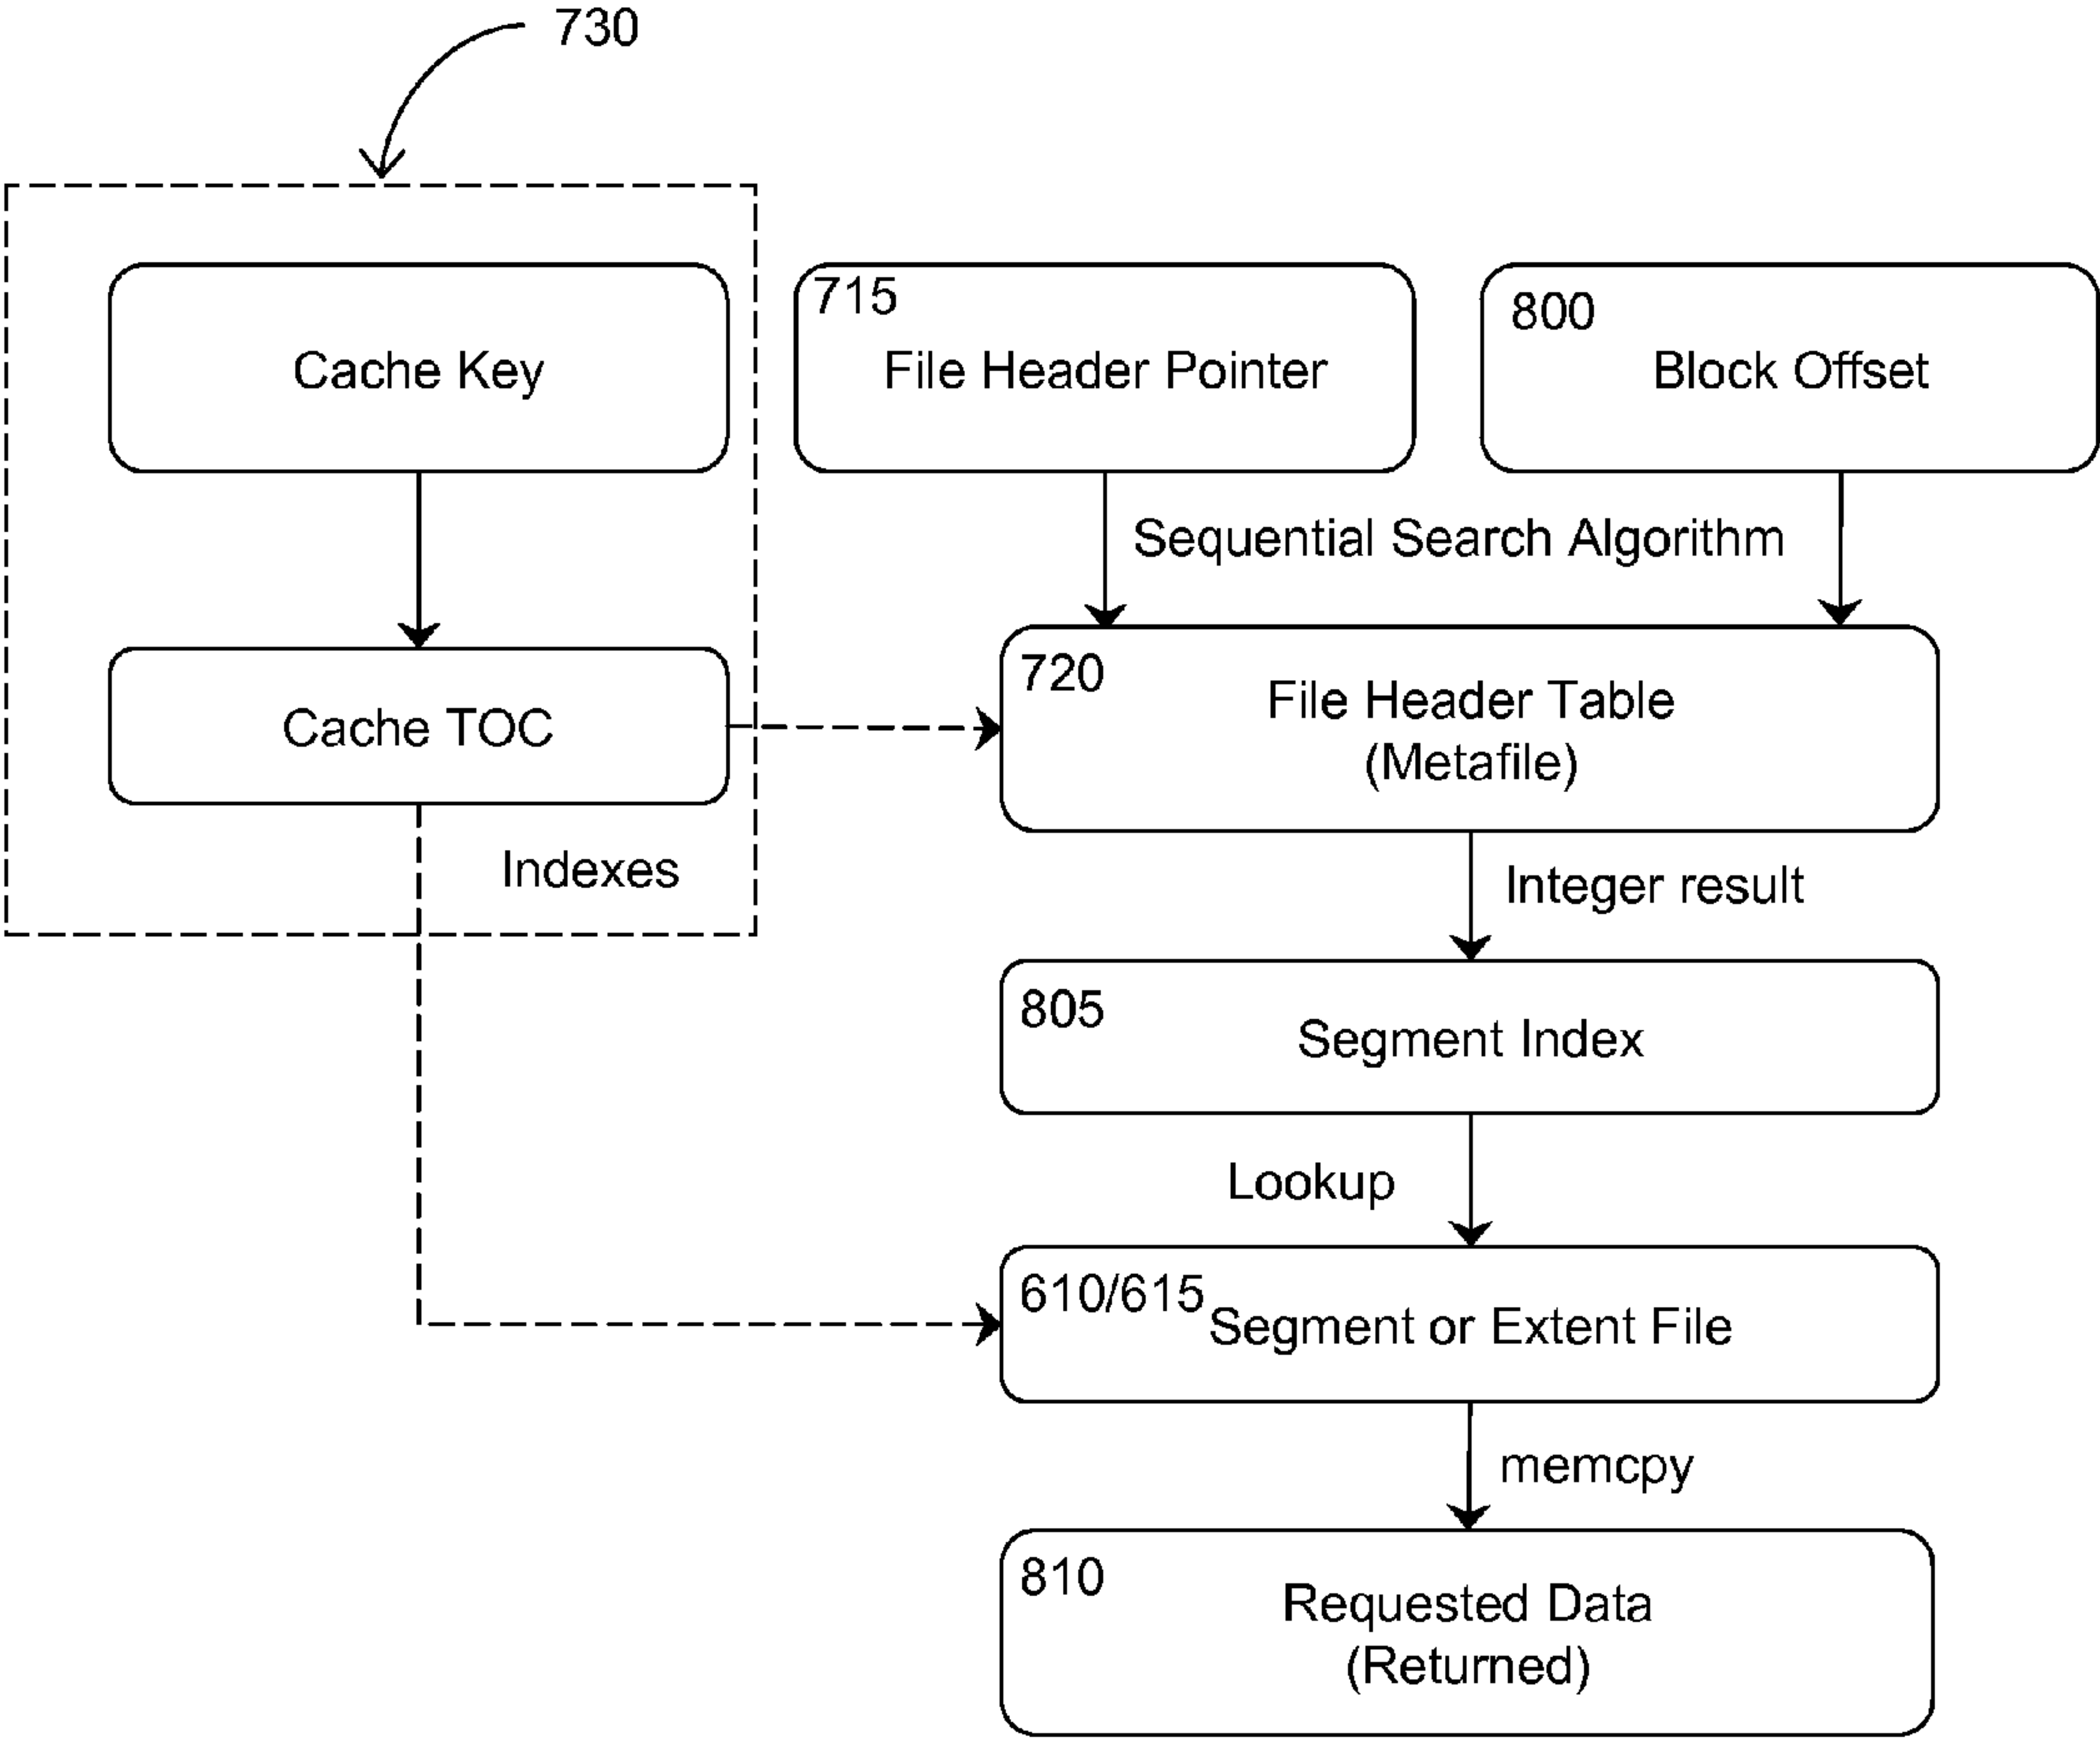 730
Cache Key
715
File Header Pointer
800
Block Offset
Sequential Search Algorithm
Cache TOC
720
File Header Table
(Metafile)
Indexes
Integer result
805
Segment Index
Lookup
610/615
Segment or Extent File
memcpy
810
Requested Data
(Returned)